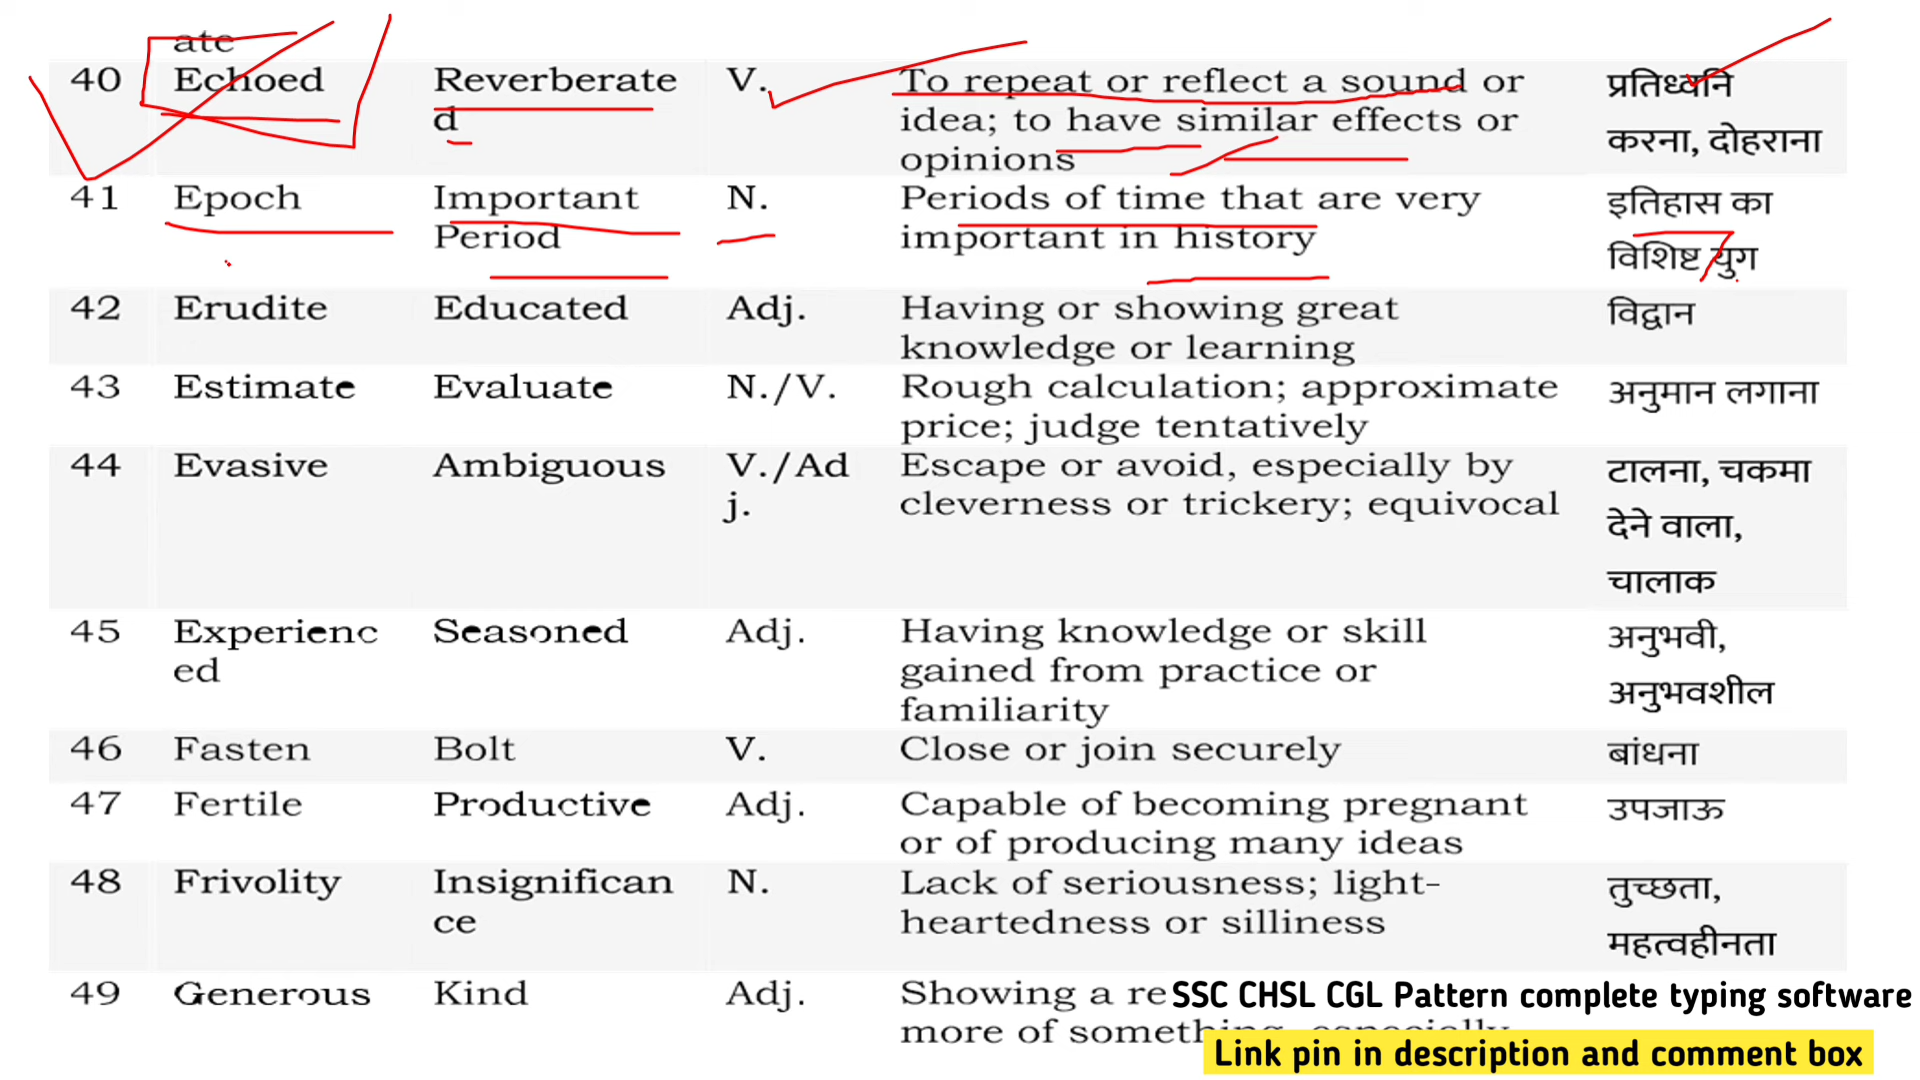 ate
40 Echoed Reverberate V. To repeat or reflect a sound or प्रतिध्वनि
d idea; to have similar effects or करना, दोहराना
opinions
41 Epoch Important N. Periods of time that are very इतिहास का
Period important in history विशिष्ट युग
42 Erudite Educated Adj. Having or showing great विद्वान
knowledge or learning
43 Estimate Evaluate N./V. Rough calculation; approximate अनुमान लगाना
price; judge tentatively
44 Evasive Ambiguous V./Ad Escape or avoid, especially by टालना, चकमा
j. cleverness or trickery; equivocal देने वाला,
चालाक
45 Experienc Seasoned Adj. Having knowledge or skill अनुभवी,
ed gained from practice or अनुभवशील
familiarity
46 Fasten Bolt V. Close or join securely बांधना
47 Fertile Productive Adj. Capable of becoming pregnant उपजाऊ
or of producing many ideas
48 Frivolity Insignifican N. Lack of seriousness; light- तुच्छता,
ce heartedness or silliness महत्वहीनता
49 Generous Kind Adj. Showing a re SSC CHSL CGL Pattern complete typing software
more of something, especially
Link pin in description and comment box